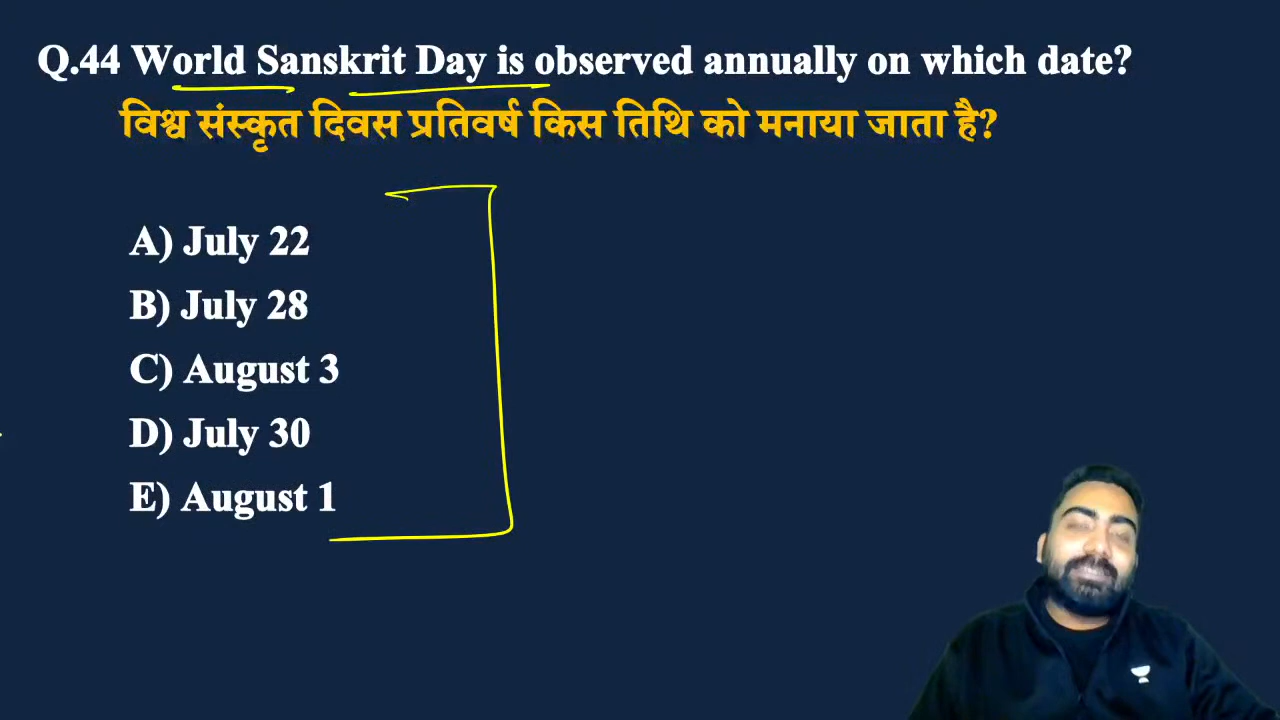 Q.44 World Sanskrit Day is observed annually on which date?
विश्व संस्कृत दिवस प्रतिवर्ष किस तिथि को मनाया जाता है?
A) July 22
B) July 28
C) August 3
D) July 30
E) August 1